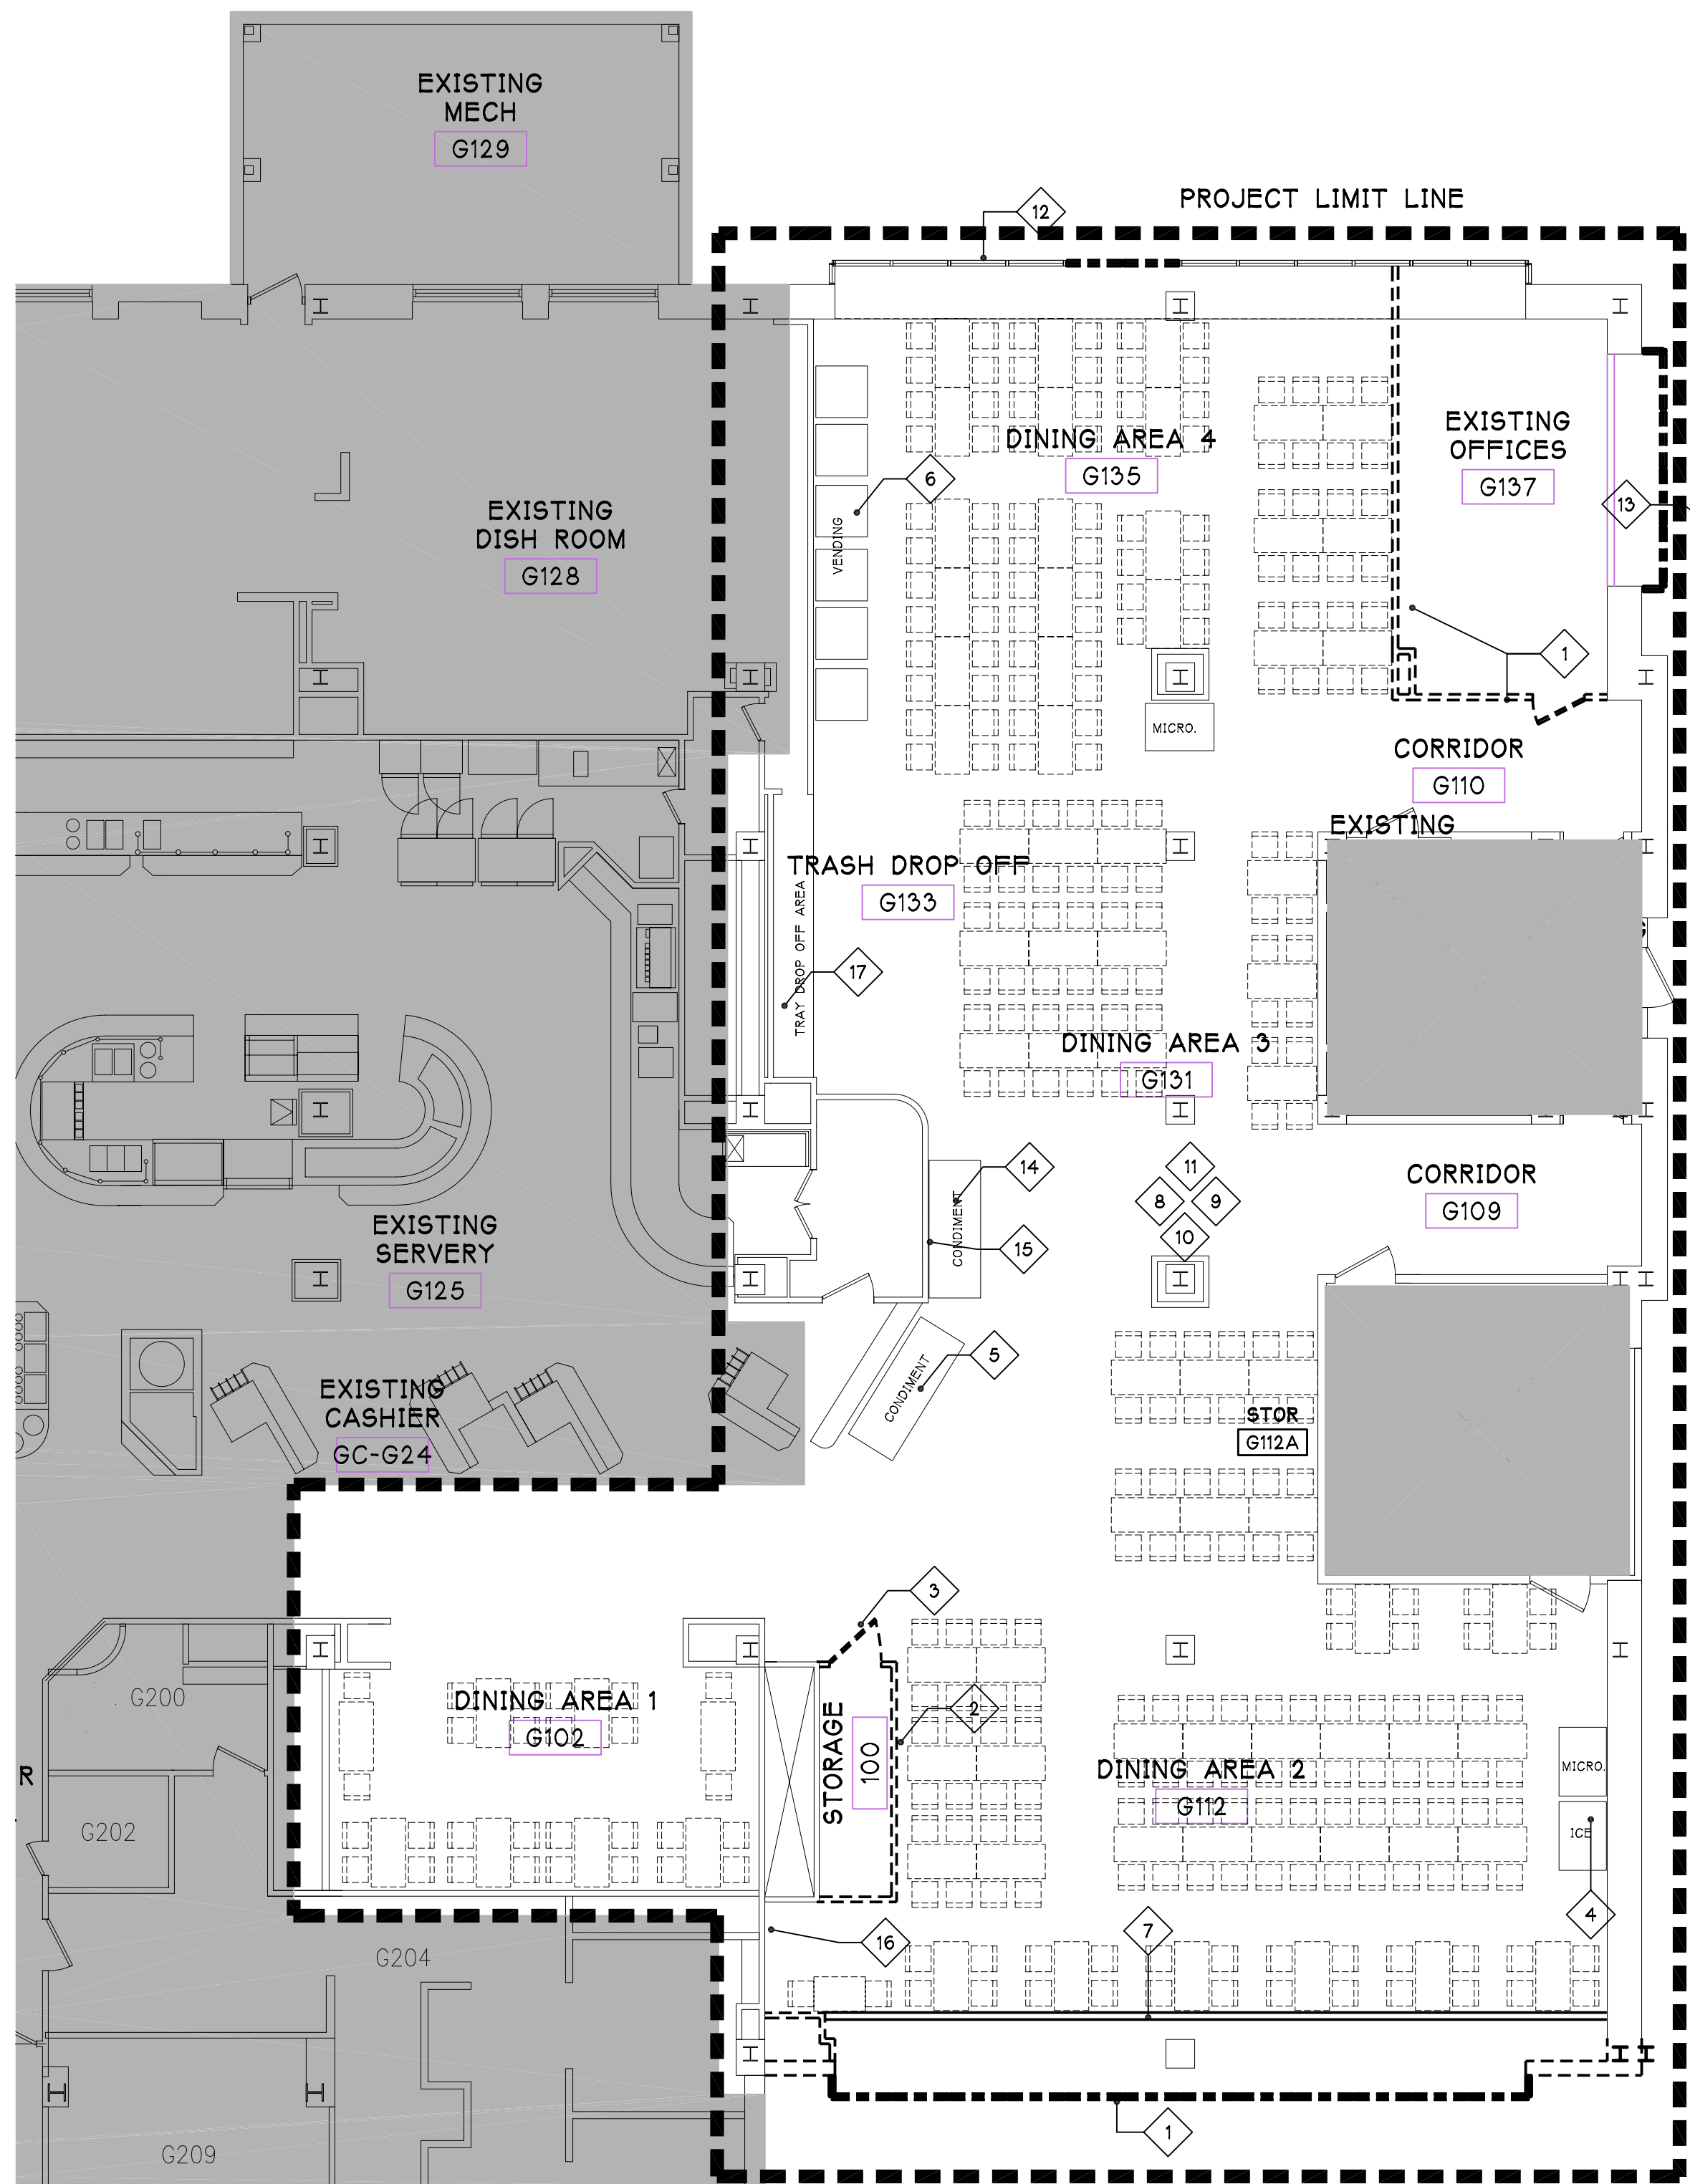 EXISTING
MECH
G129
PROJECT LIMIT LINE
12
EXISTING
DISH ROOM
G128
DINING AREA 4
G135
6
VENDING
EXISTING
OFFICES
G137
13
1
MICRO.
CORRIDOR
G110
EXISTING
TRASH DROP OFF
G133
TRAY DROP OFF AREA
17
DINING AREA 3
G131
14
CONDIMENT
15
11
8
9
10
CORRIDOR
G109
EXISTING
SERVERY
G125
5
CONDIMENT
EXISTING
CASHIER
GC-G24
STOR
G112A
3
2
STORAGE
100
G200
DINING AREA 1
G102
DINING AREA 2
G112
MICRO.
ICE
4
R
G202
G204
16
7
G209
1